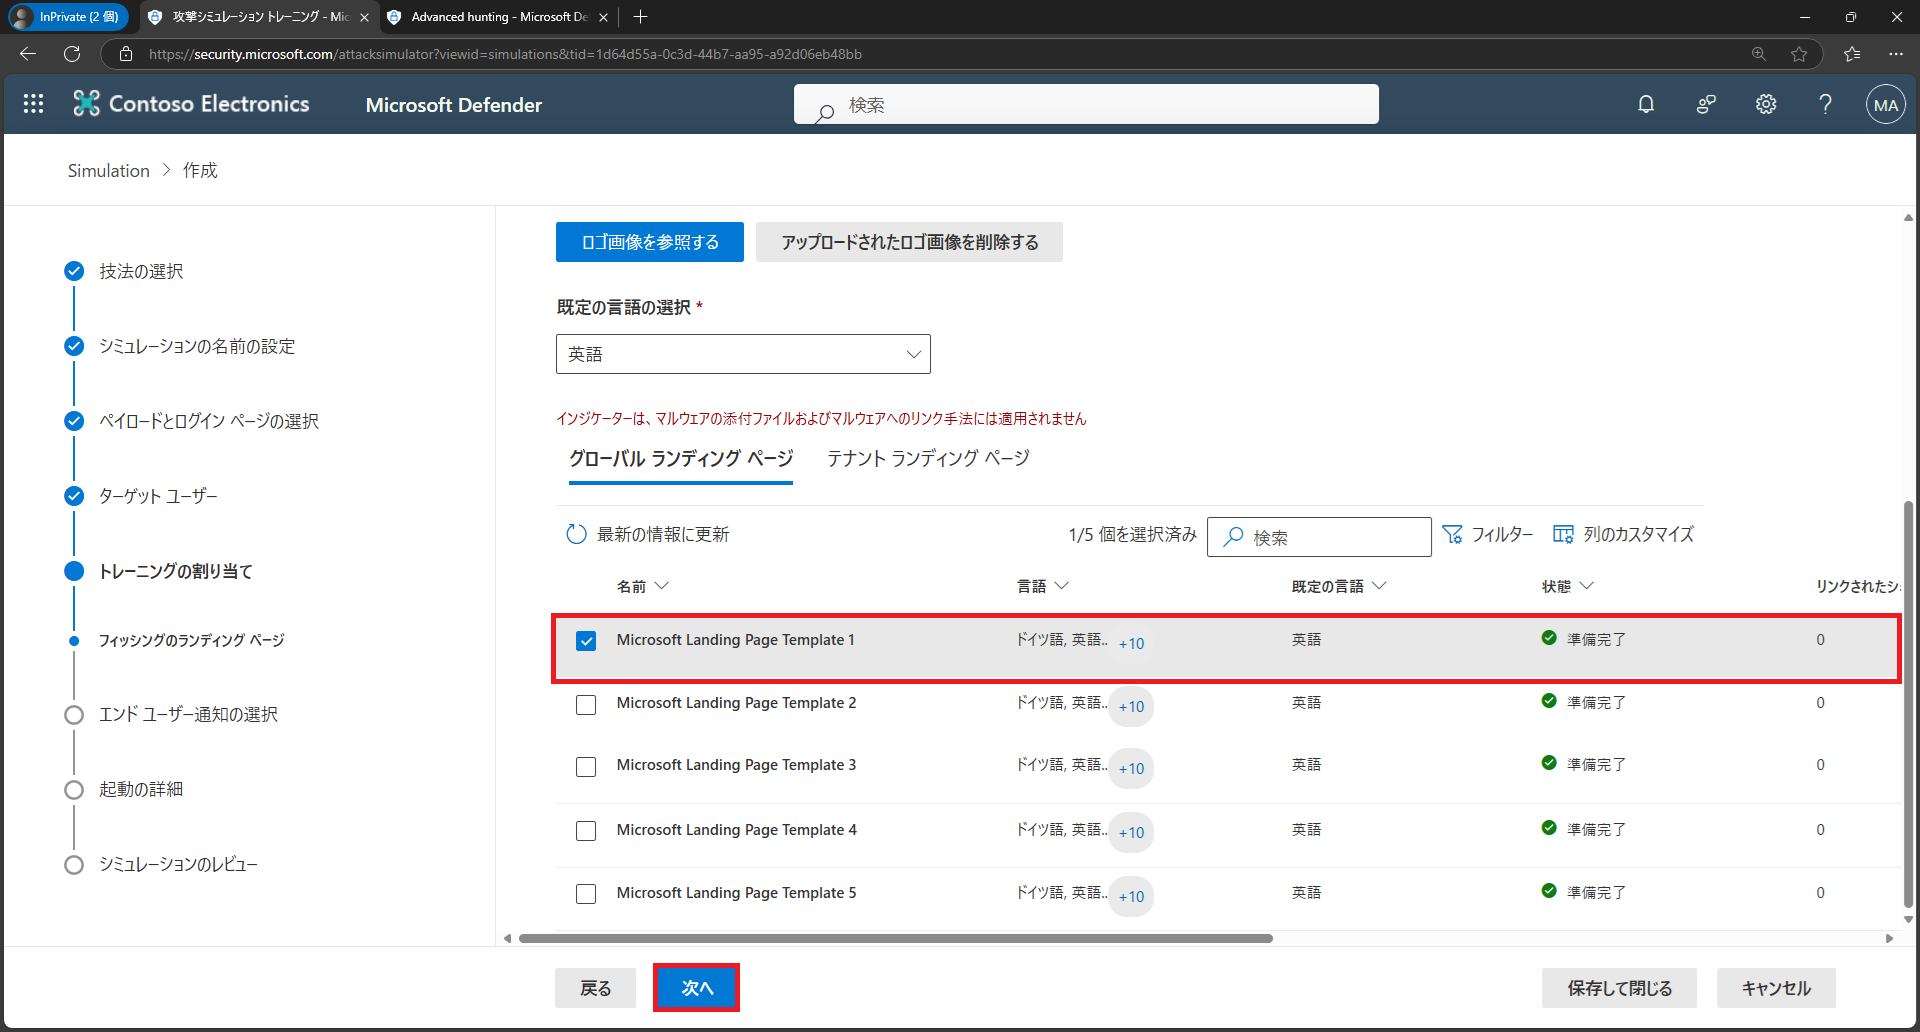 InPrivate (2 個)
攻撃シミュレーション トレーニング - Mic
Advanced hunting - Microsoft De
https://security.microsoft.com/attacksimulator?viewid=simulations&tid=1d64d55a-0c3d-44b7-aa95-a92d06eb48bb
Contoso Electronics
Microsoft Defender
検索
MA
Simulation > 作成
技法の選択
シミュレーションの名前の設定
ペイロードとログイン ページの選択
ターゲット ユーザー
トレーニングの割り当て
フィッシングのランディング ページ
エンド ユーザー通知の選択
起動の詳細
シミュレーションのレビュー
ロゴ画像を参照する
アップロードされたロゴ画像を削除する
既定の言語の選択 *
英語
インジケーターは、マルウェアの添付ファイルおよびマルウェアへのリンク手法には適用されません
グローバル ランディング ページ テナント ランディング ページ
最新の情報に更新 1/5 個を選択済み 検索 フィルター 列のカスタマイズ
名前 言語 既定の言語 状態 リンクされたシ
Microsoft Landing Page Template 1 ドイツ語, 英語.. +10 英語 準備完了 0
Microsoft Landing Page Template 2 ドイツ語, 英語.. +10 英語 準備完了 0
Microsoft Landing Page Template 3 ドイツ語, 英語.. +10 英語 準備完了 0
Microsoft Landing Page Template 4 ドイツ語, 英語.. +10 英語 準備完了 0
Microsoft Landing Page Template 5 ドイツ語, 英語.. +10 英語 準備完了 0
戻る 次へ 保存して閉じる キャンセル